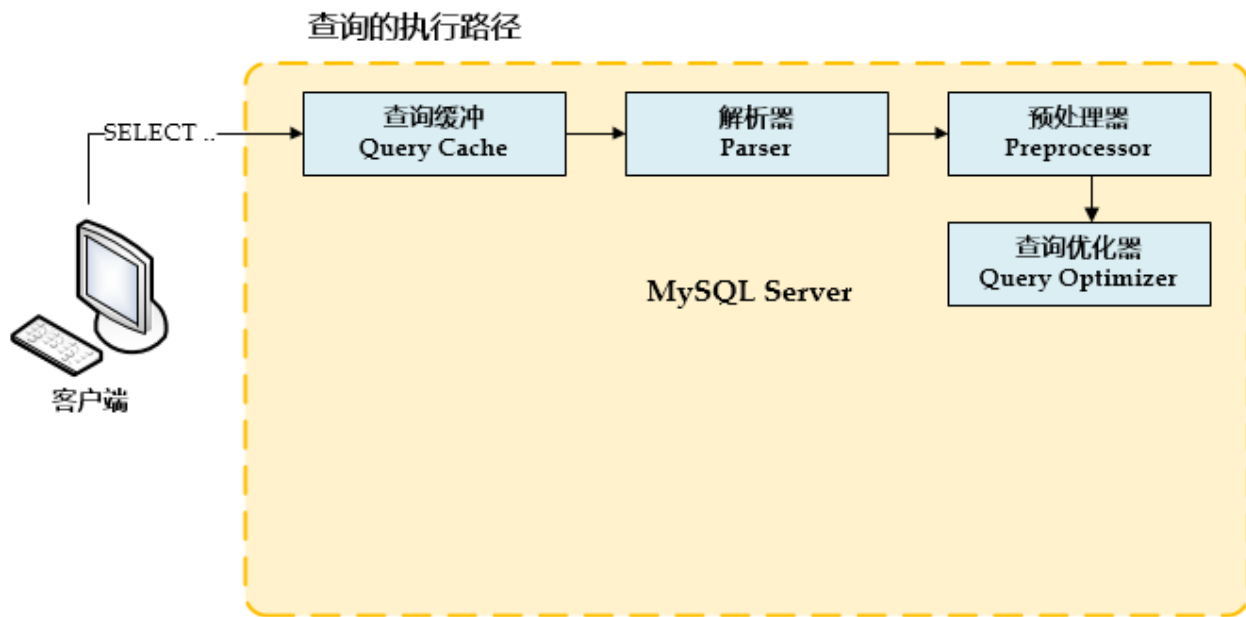 查询的执行路径
SELECT ..
查询缓冲
Query Cache
解析器
Parser
预处理器
Preprocessor
查询优化器
Query Optimizer
MySQL Server
客户端